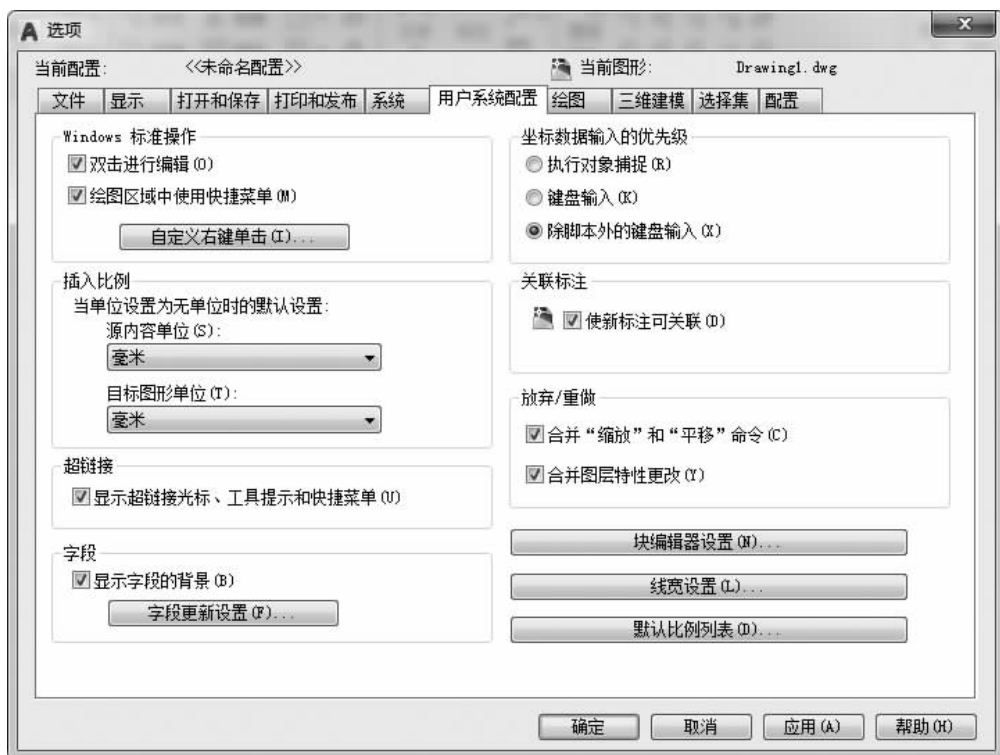 选项
当前配置: <<未命名配置>> 当前图形: Drawing1.dwg
文件 显示 打开和保存 打印和发布 系统 用户系统配置 绘图 三维建模 选择集 配置
Windows 标准操作
双击进行编辑(O)
绘图区域中使用快捷菜单(M)
自定义右键单击(I)...
插入比例
当单位设置为无单位时的默认设置:
源内容单位(S):
毫米
目标图形单位(T):
毫米
超链接
显示超链接光标、工具提示和快捷菜单(U)
字段
显示字段的背景(B)
字段更新设置(F)...
坐标数据输入的优先级
执行对象捕捉(R)
键盘输入(K)
除脚本外的键盘输入(X)
关联标注
使新标注可关联(D)
放弃/重做
合并“缩放”和“平移”命令(C)
合并图层特性更改(Y)
块编辑器设置(N)...
线宽设置(L)...
默认比例列表(D)...
确定 取消 应用(A) 帮助(H)